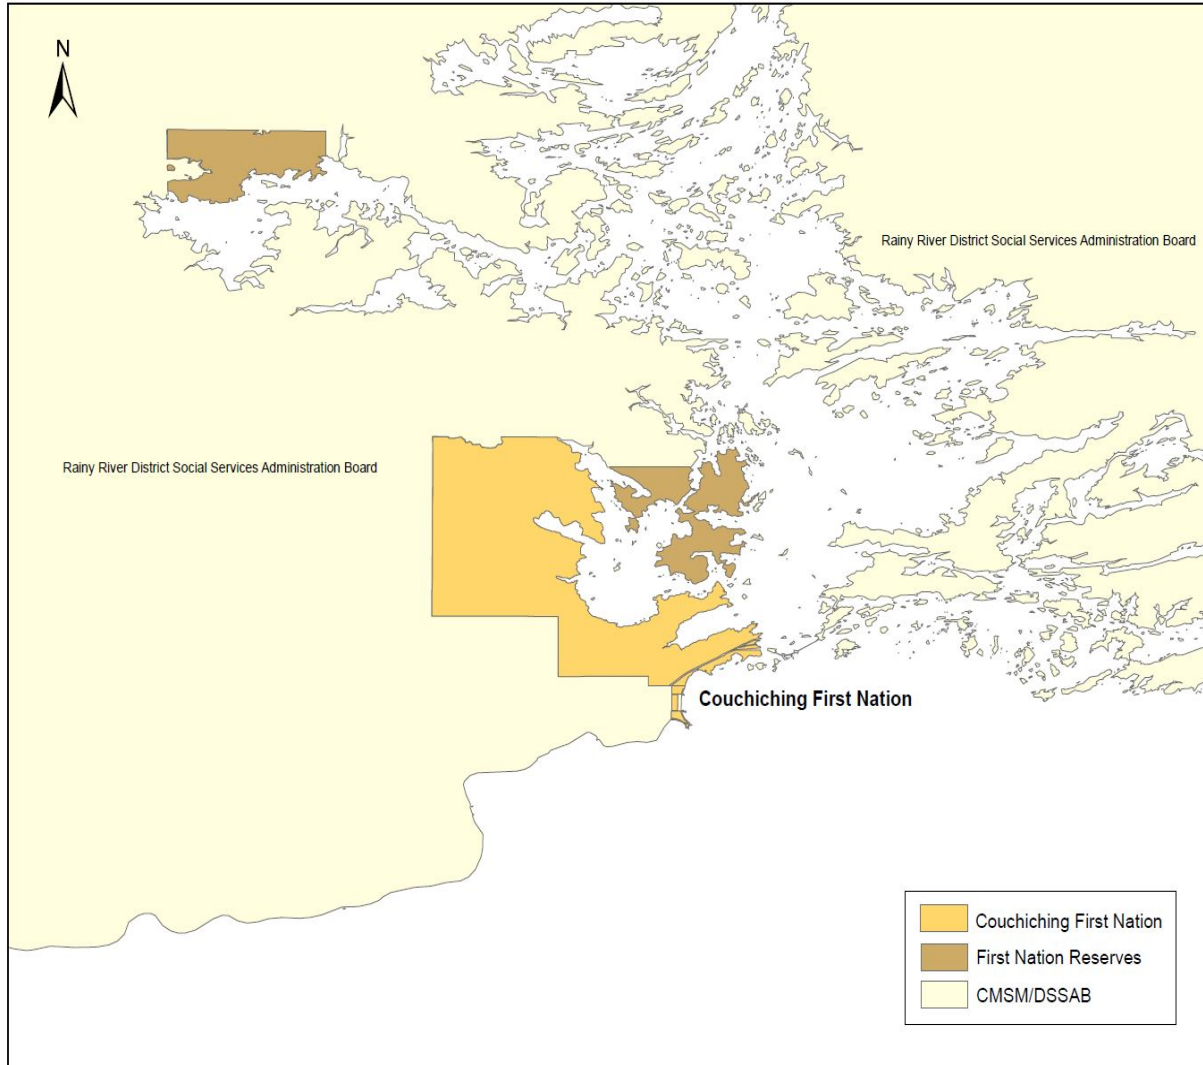 N
Rainy River District Social Services Administration Board
Rainy River District Social Services Administration Board
Couchiching First Nation
Couchiching First Nation
First Nation Reserves
CMSM/DSSAB